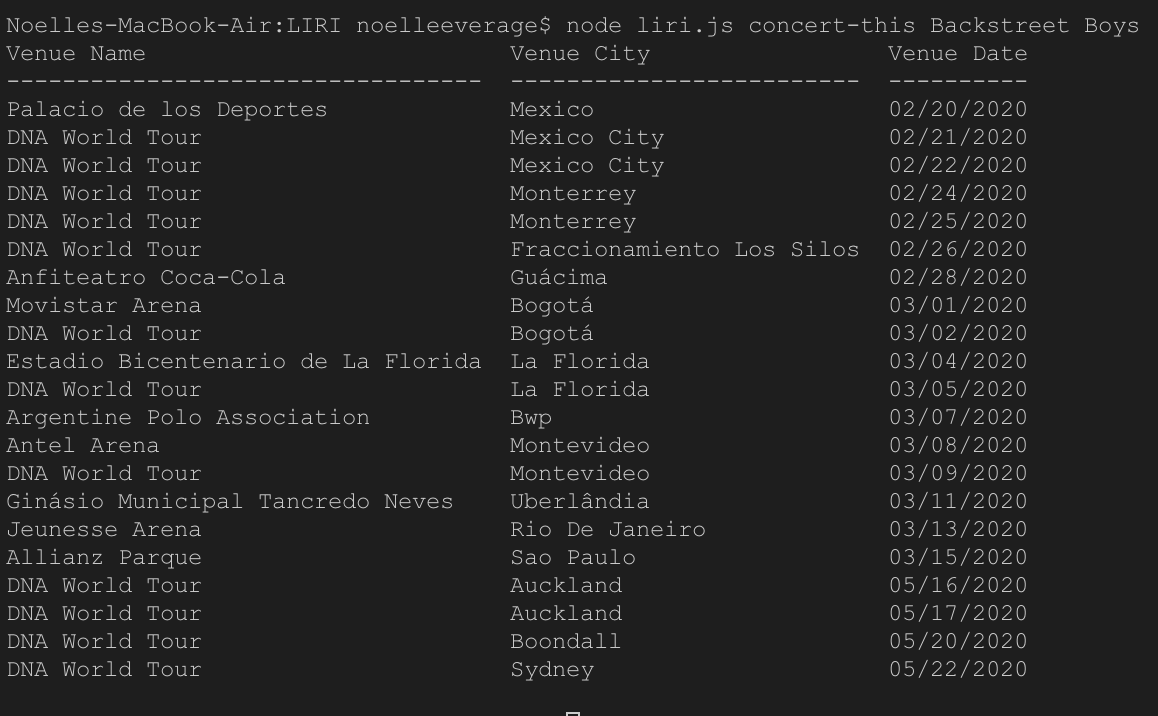 Noelles-MacBook-Air:LIRI noelleeverage$ node liri.js concert-this Backstreet Boys
Venue Name                          Venue City                 Venue Date
----------------------------------  -------------------------  ----------
Palacio de los Deportes             Mexico                     02/20/2020
DNA World Tour                      Mexico City                02/21/2020
DNA World Tour                      Mexico City                02/22/2020
DNA World Tour                      Monterrey                  02/24/2020
DNA World Tour                      Monterrey                  02/25/2020
DNA World Tour                      Fraccionamiento Los Silos  02/26/2020
Anfiteatro Coca-Cola                Guácima                    02/28/2020
Movistar Arena                      Bogotá                     03/01/2020
DNA World Tour                      Bogotá                     03/02/2020
Estadio Bicentenario de La Florida  La Florida                 03/04/2020
DNA World Tour                      La Florida                 03/05/2020
Argentine Polo Association          Bwp                        03/07/2020
Antel Arena                         Montevideo                 03/08/2020
DNA World Tour                      Montevideo                 03/09/2020
Ginásio Municipal Tancredo Neves    Uberlândia                 03/11/2020
Jeunesse Arena                      Rio De Janeiro             03/13/2020
Allianz Parque                      Sao Paulo                  03/15/2020
DNA World Tour                      Auckland                   05/16/2020
DNA World Tour                      Auckland                   05/17/2020
DNA World Tour                      Boondall                   05/20/2020
DNA World Tour                      Sydney                     05/22/2020